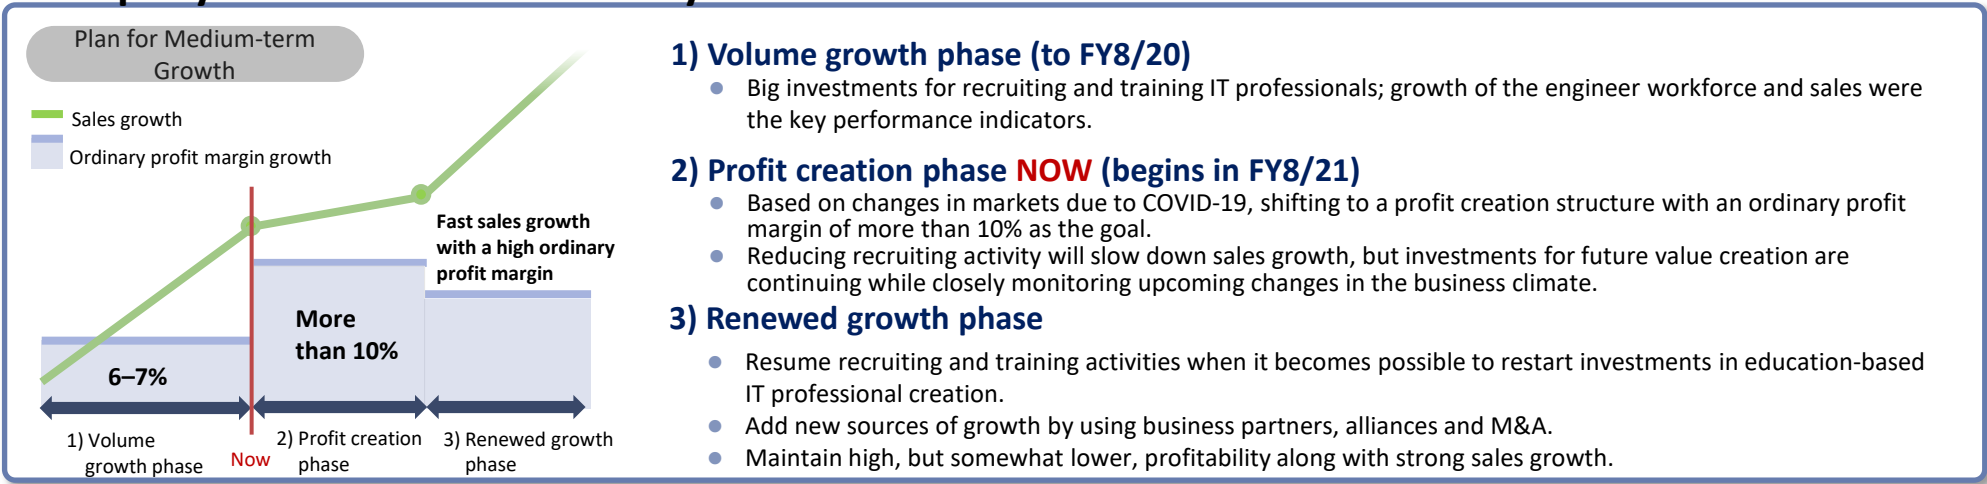 Plan for Medium-term
Growth
Sales growth
Ordinary profit margin growth
Fast sales growth
with a high ordinary
profit margin
More
than 10%
6–7%
1) Volume
growth phase
Now
2) Profit creation
phase
3) Renewed growth
phase
1) Volume growth phase (to FY8/20)
● Big investments for recruiting and training IT professionals; growth of the engineer workforce and sales were
the key performance indicators.
2) Profit creation phase NOW (begins in FY8/21)
● Based on changes in markets due to COVID-19, shifting to a profit creation structure with an ordinary profit
margin of more than 10% as the goal.
● Reducing recruiting activity will slow down sales growth, but investments for future value creation are
continuing while closely monitoring upcoming changes in the business climate.
3) Renewed growth phase
● Resume recruiting and training activities when it becomes possible to restart investments in education-based
IT professional creation.
● Add new sources of growth by using business partners, alliances and M&A.
● Maintain high, but somewhat lower, profitability along with strong sales growth.